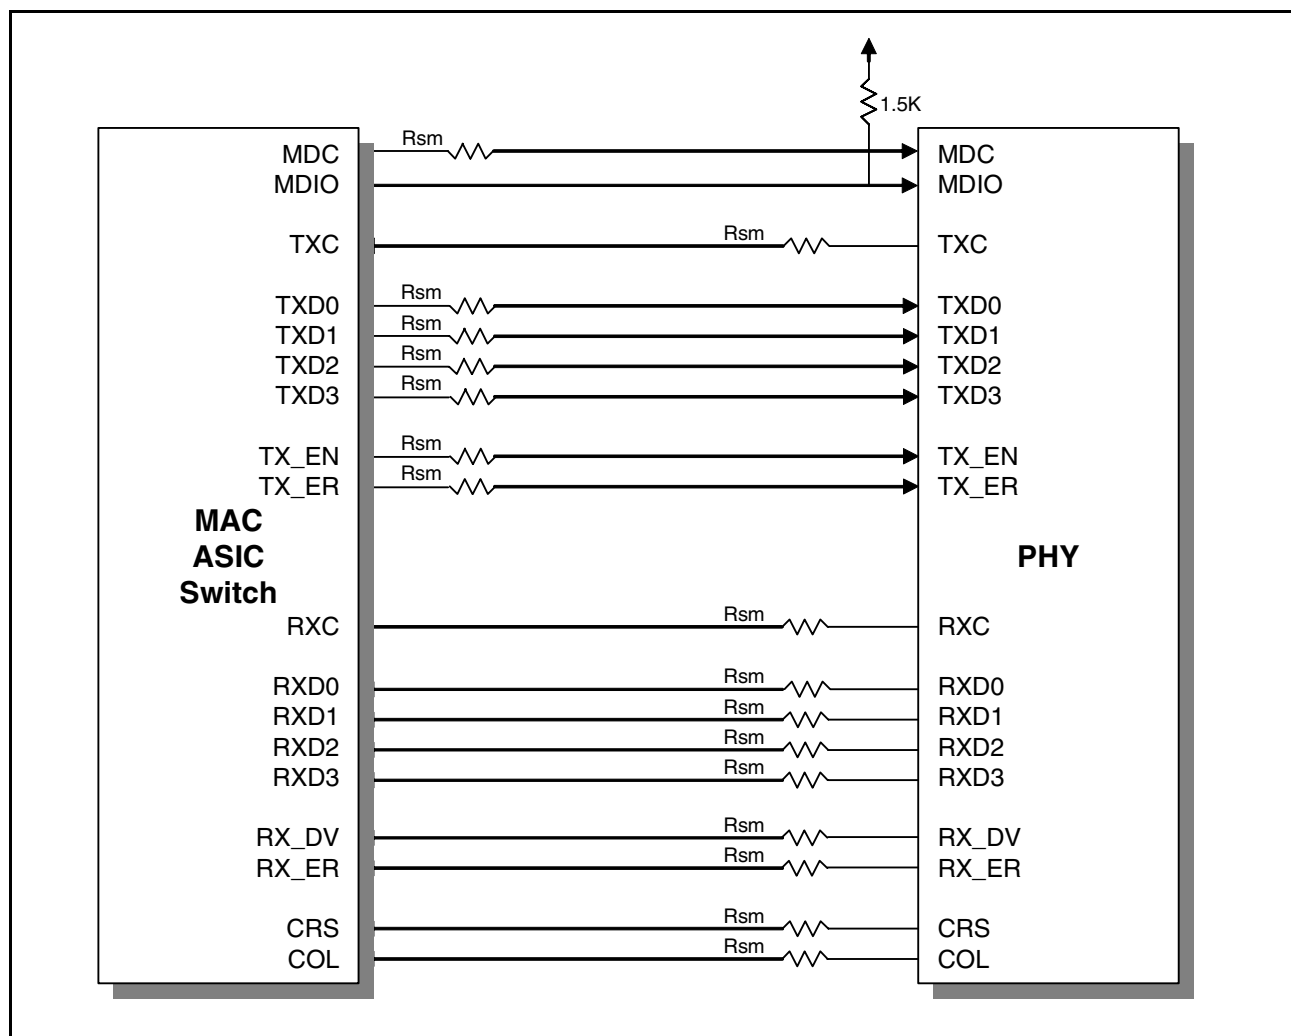 1.5K
MDC Rsm MDC
MDIO MDIO
TXC Rsm TXC
TXD0 Rsm TXD0
TXD1 Rsm TXD1
TXD2 Rsm TXD2
TXD3 Rsm TXD3
TX_EN Rsm TX_EN
TX_ER Rsm TX_ER
MAC
ASIC PHY
Switch
RXC Rsm RXC
RXD0 Rsm RXD0
RXD1 Rsm RXD1
RXD2 Rsm RXD2
RXD3 Rsm RXD3
RX_DV Rsm RX_DV
RX_ER Rsm RX_ER
CRS Rsm CRS
COL Rsm COL